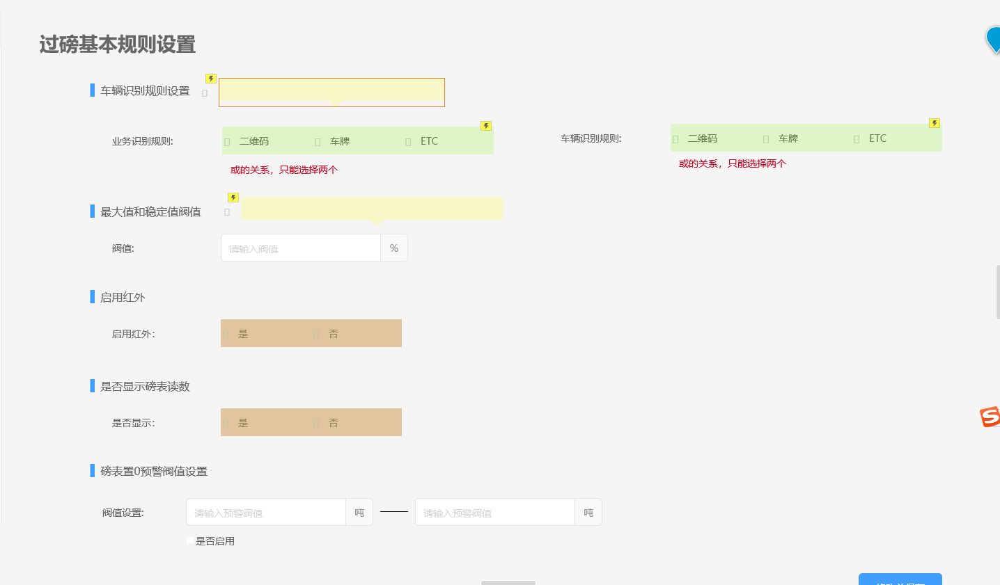 过磅基本规则设置
车辆识别规则设置
业务识别规则:
二维码
车牌
ETC
车辆识别规则:
二维码
车牌
ETC
或的关系，只能选择两个
或的关系，只能选择两个
最大值和稳定值阀值
阀值:
请输入阀值
%
启用红外
启用红外：
是
否
是否显示磅表读数
是否显示：
是
否
磅表置0预警阀值设置
阀值设置:
请输入预警阀值
吨
请输入预警阀值
吨
是否启用